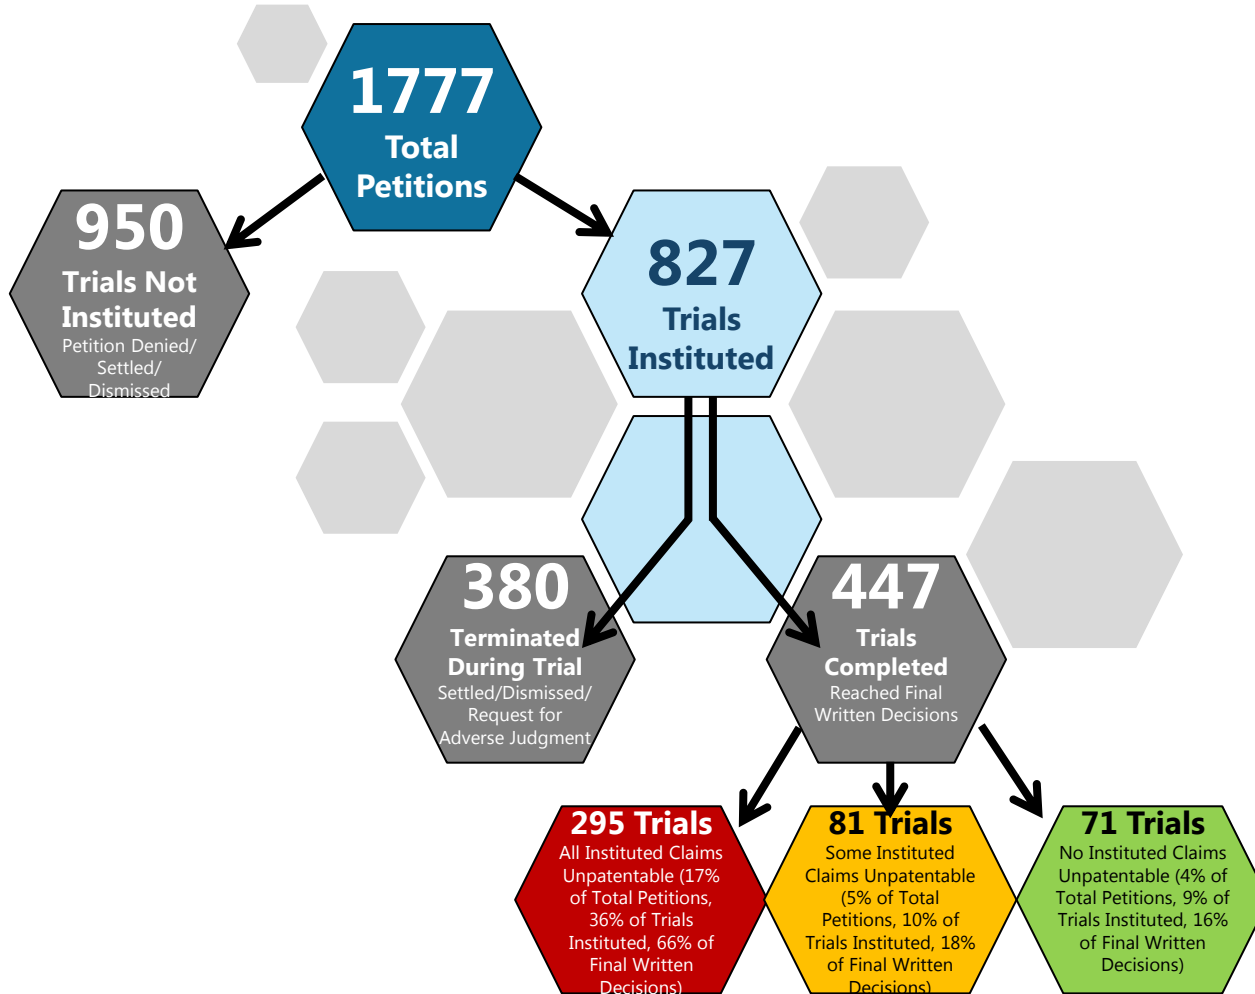 1777
Total
Petitions
950
Trials Not
Instituted
Petition Denied/
Settled/
Dismissed
827
Trials
Instituted
380
Terminated
During Trial
Settled/Dismissed/
Request for
Adverse Judgment
447
Trials
Completed
Reached Final
Written Decisions
295 Trials
All Instituted Claims
Unpatentable (17%
of Total Petitions,
36% of Trials
Instituted, 66% of
Final Written
Decisions)
81 Trials
Some Instituted
Claims Unpatentable
(5% of Total
Petitions, 10% of
Trials Instituted, 18%
of Final Written
Decisions)
71 Trials
No Instituted Claims
Unpatentable (4% of
Total Petitions, 9% of
Trials Instituted, 16%
of Final Written
Decisions)